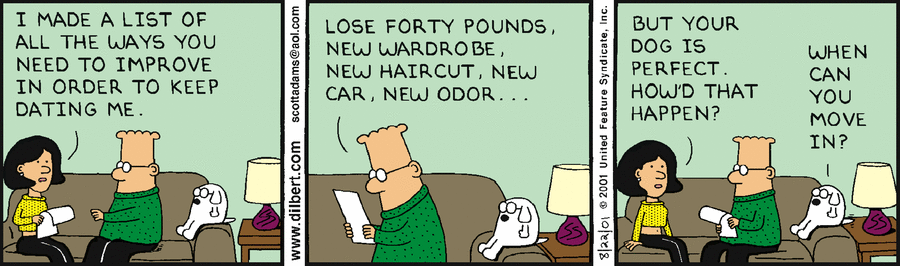 I MADE A LIST OF
ALL THE WAYS YOU
NEED TO IMPROVE
IN ORDER TO KEEP
DATING ME.
www.dilbert.com scottadams@aol.com
LOSE FORTY POUNDS,
NEW WARDROBE,
NEW HAIRCUT, NEW
CAR, NEW ODOR...
8/22/01 © 2001 United Feature Syndicate, Inc.
BUT YOUR
DOG IS
PERFECT.
HOW'D THAT
HAPPEN?
WHEN
CAN
YOU
MOVE
IN?